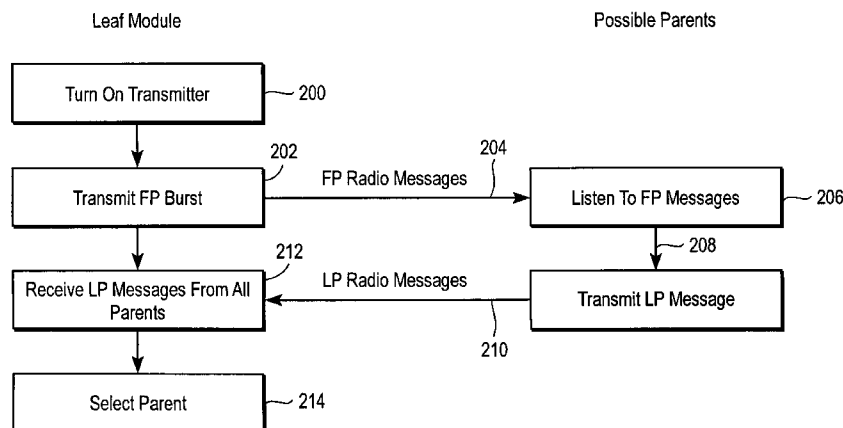 Leaf Module
Possible Parents
Turn On Transmitter
200
202
204
Transmit FP Burst
FP Radio Messages
Listen To FP Messages
206
208
212
Receive LP Messages From All
Parents
LP Radio Messages
Transmit LP Message
210
Select Parent
214